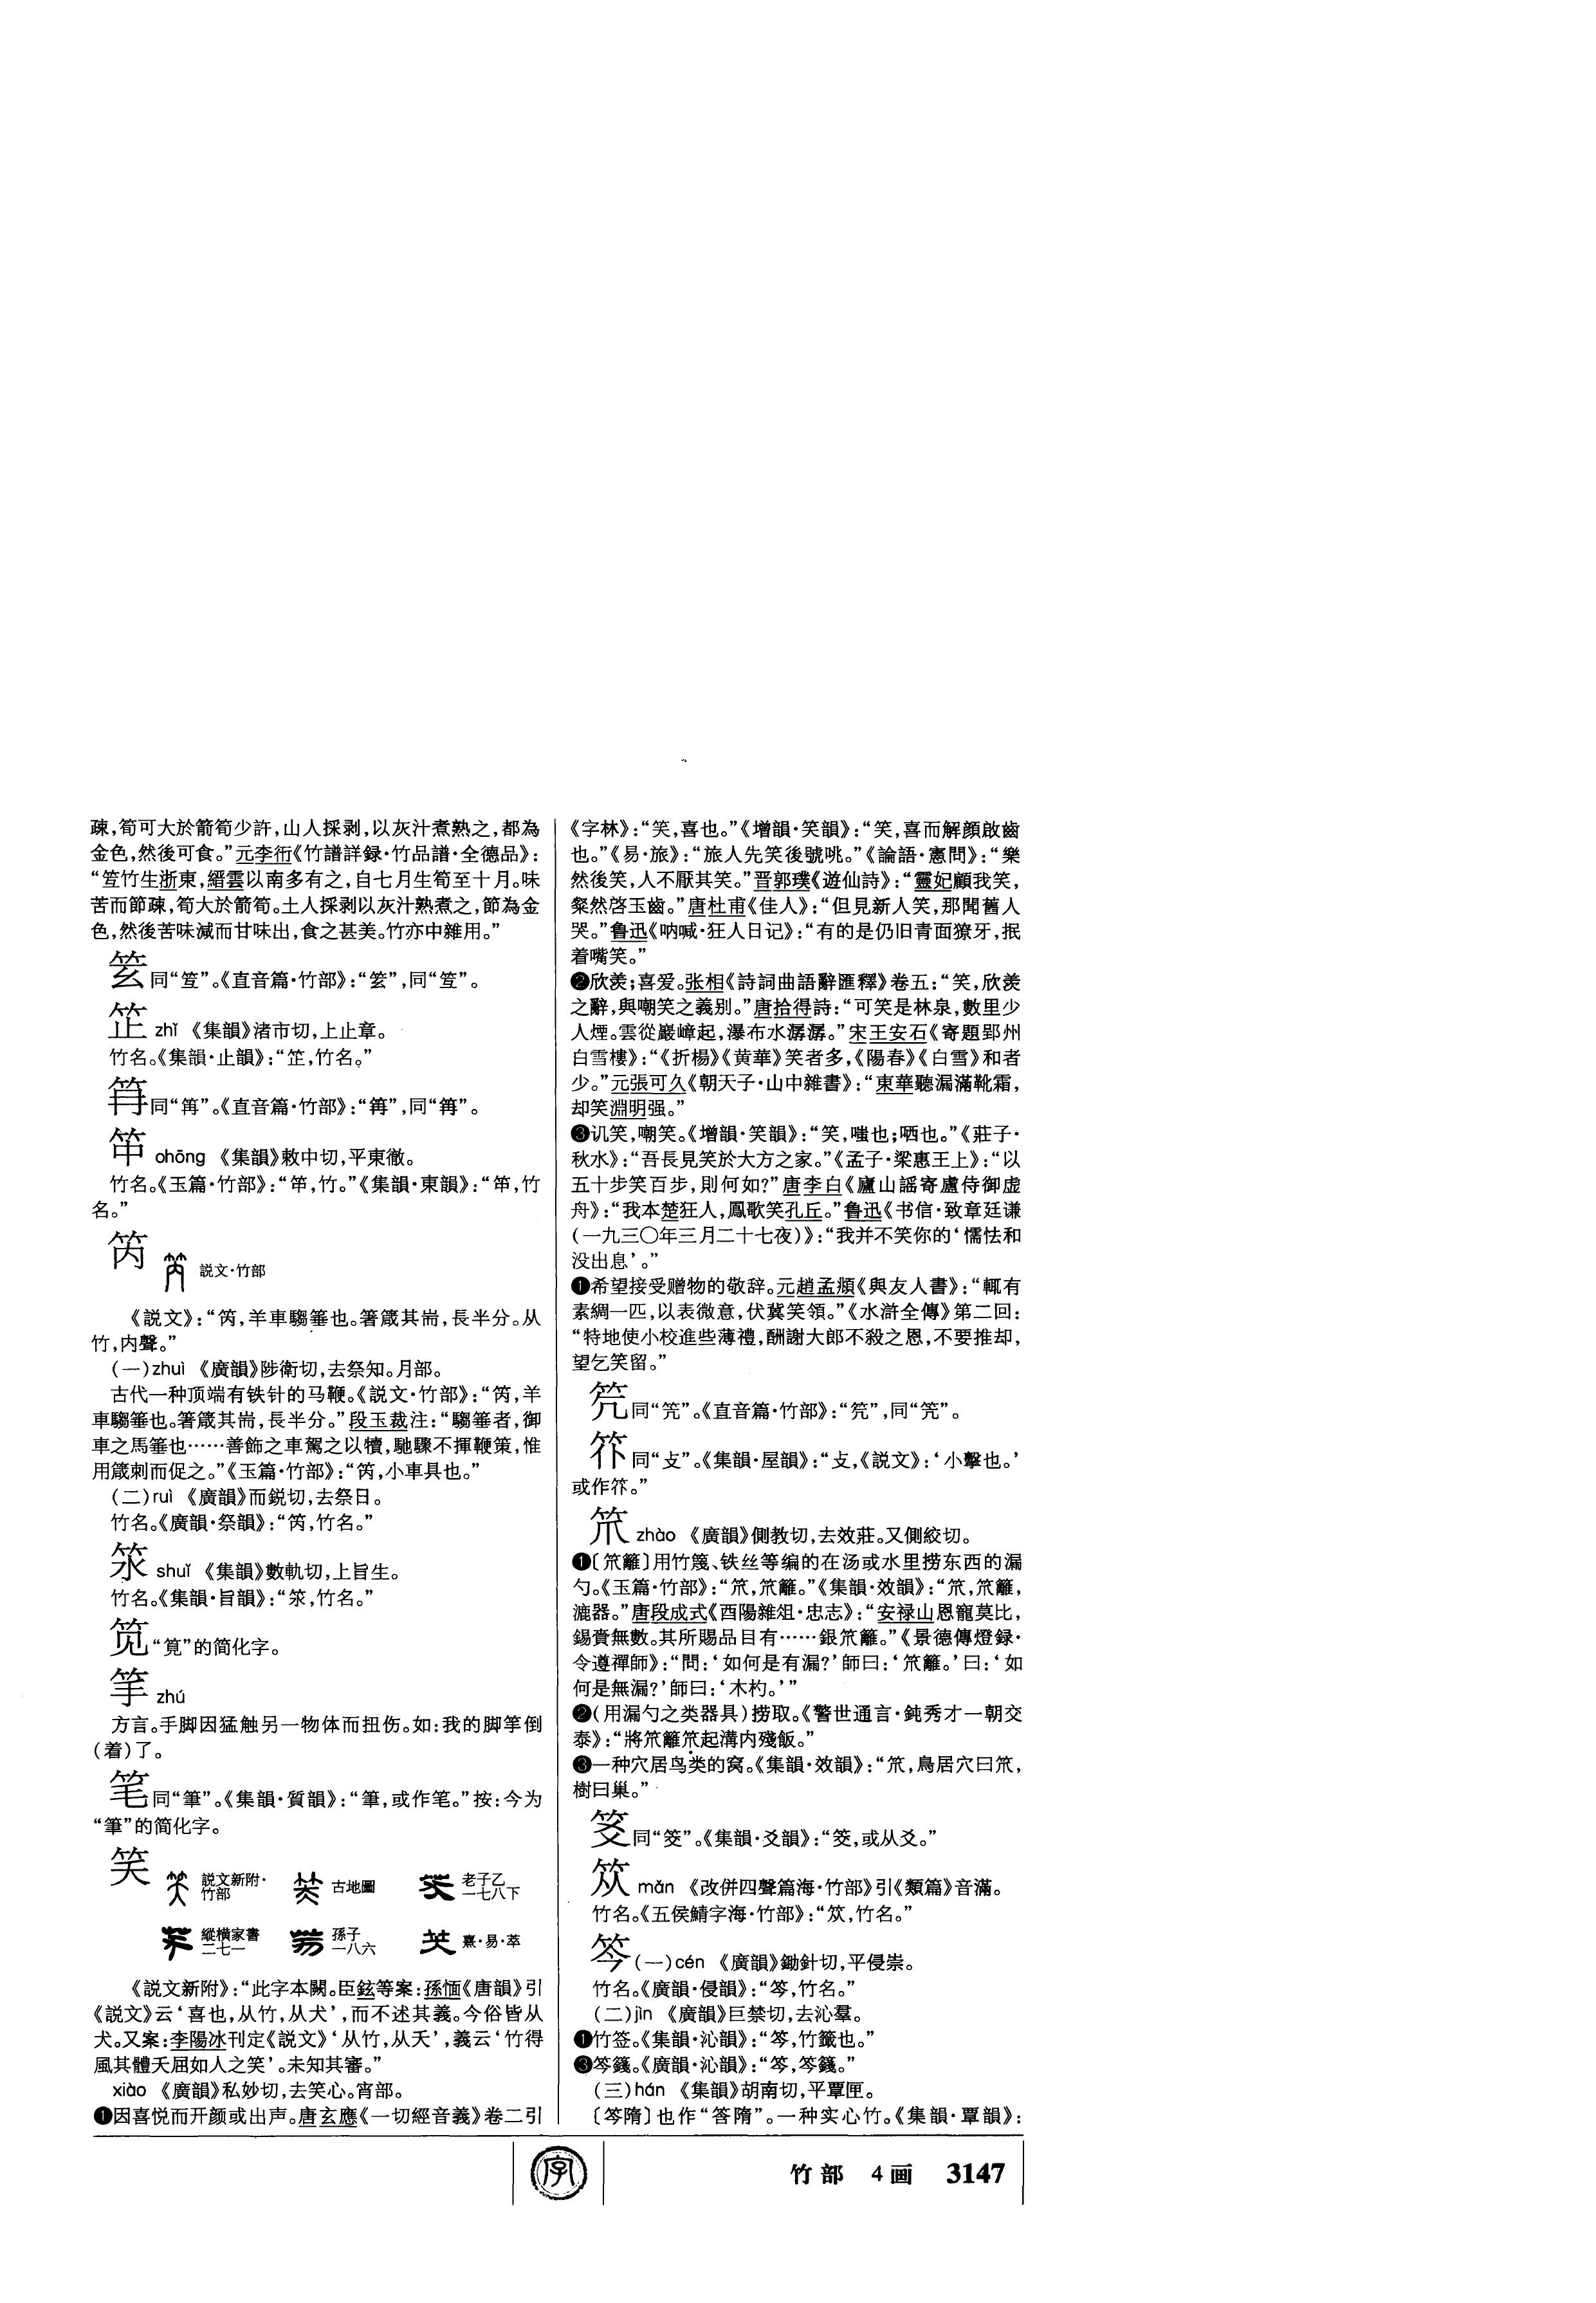 疎,筍可大於箭筍少許,山人採剥,以灰汁煮熟之,都為
金色,然後可食。”元李衎《竹譜詳録·竹品譜·全德品》:
“笠竹生浙東,縉雲以南多有之,自七月生筍至十月。味
苦而節疎,筍大於箭筍。土人採剥以灰汁熟煮之,節為金
色,然後苦味減而甘味出,食之甚美。竹亦中雜用。”
同《直音篇·竹部》:
zhǐ 《集韻》渚市切,上止章。
竹名。《集韻·止韻》:“䇛,竹名。”
同《直音篇·竹部》:
ohōng 《集韻》敕中切,平東徹。
竹名。《玉篇·竹部》:“竹。”《集韻·東韻》:“竹
名。”
笍 説文·竹部
《説文》:“笍,羊車騶箠也。箸箴其耑,長半分。从
竹,内聲。”
(一)zhuì 《廣韻》陟衛切,去祭知。月部。
古代一种顶端有铁针的马鞭。《説文·竹部》:“笍,羊
車騶箠也。箸箴其耑,長半分。”段玉裁注:“騶箠者,御
車之馬箠也……善飾之車駕之以犢,馳驟不揮鞭策,惟
用箴刺而促之。”《玉篇·竹部》:“笍,小車具也。”
(二)ruì 《廣韻》而鋭切,去祭日。
竹名。《廣韻·祭韻》:“笍,竹名。”
shuǐ 《集韻》數軌切,上旨生。
竹名。《集韻·旨韻》:“竹名。”
笕 “筧”的简化字。
zhú
方言。手脚因猛触另一物体而扭伤。如:我的脚倒
(着)了。
笔 同“筆”。《集韻·質韻》:“筆,或作笔。”按:今为
“筆”的简化字。
笑 説文新附·竹部 古地圖 老子乙一七八下
縱横家書二七一 孫子一八六 熹·易·萃
《説文新附》:“此字本闕。臣鉉等案:孫愐《唐韻》引
《説文》云‘喜也,从竹,从犬’,而不述其義。今俗皆从
犬。又案:李陽冰刊定《説文》‘从竹,从夭’,義云‘竹得
風其體夭屈如人之笑’。未知其審。”
xiào 《廣韻》私妙切,去笑心。宵部。
❶因喜悦而开颜或出声。唐玄應《一切經音義》卷二引
《字林》:“笑,喜也。”《增韻·笑韻》:“笑,喜而解顔啟齒
也。”《易·旅》:“旅人先笑後號咷。”《論語·憲問》:“樂
然後笑,人不厭其笑。”晋郭璞《遊仙詩》:“靈妃顧我笑,
粲然啓玉齒。”唐杜甫《佳人》:“但見新人笑,那聞舊人
哭。”鲁迅《呐喊·狂人日记》:“有的是仍旧青面獠牙,抿
着嘴笑。”
❷欣羡;喜爱。张相《詩詞曲語辭匯釋》卷五:“笑,欣羨
之辭,與嘲笑之義别。”唐拾得詩:“可笑是林泉,數里少
人煙。雲從巖嶂起,瀑布水潺潺。”宋王安石《寄題郢州
白雪樓》:“《折楊》《黄華》笑者多,《陽春》《白雪》和者
少。”元張可久《朝天子·山中雜書》:“東華聽漏滿靴霜,
却笑淵明强。”
❸讥笑,嘲笑。《增韻·笑韻》:“笑,嗤也;哂也。”《莊子·
秋水》:“吾長見笑於大方之家。”《孟子·梁惠王上》:“以
五十步笑百步,則何如?”唐李白《廬山謡寄盧侍御虚
舟》:“我本楚狂人,鳳歌笑孔丘。”鲁迅《书信·致章廷谦
(一九三〇年三月二十七夜)》:“我并不笑你的‘懦怯和
没出息’。”
❶希望接受赠物的敬辞。元趙孟頫《與友人書》:“輒有
素綢一匹,以表微意,伏冀笑領。”《水滸全傳》第二回:
“特地使小校進些薄禮,酬謝大郎不殺之恩,不要推却,
望乞笑留。”
同《直音篇·竹部》:
同“攴”。《集韻·屋韻》:“攴,《説文》:‘小擊也。’
或作”
笊 zhào 《廣韻》側教切,去效莊。又側絞切。
❶〔笊籬〕用竹篾、铁丝等编的在汤或水里捞东西的漏
勺。《玉篇·竹部》:“笊,笊籬。”《集韻·效韻》:“笊,笊籬,
漉器。”唐段成式《酉陽雜俎·忠志》:“安禄山恩寵莫比,
錫賚無數。其所賜品目有……銀笊籬。”《景德傳燈録·
令遵禪師》:“問:‘如何是有漏?’師曰:‘笊籬。’曰:‘如
何是無漏?’師曰:‘木杓。’”
❷(用漏勺之类器具)捞取。《警世通言·鈍秀才一朝交
泰》:“將笊籬笊起溝内殘飯。”
❸一种穴居鸟类的窝。《集韻·效韻》:“笊,鳥居穴曰笊,
樹曰巢。”
同“筊”。《集韻·爻韻》:“筊,或从爻。”
mǎn 《改併四聲篇海·竹部》引《類篇》音滿。
竹名。《五侯鯖字海·竹部》:“竹名。”
笒 (一)cén 《廣韻》鋤針切,平侵崇。
竹名。《廣韻·侵韻》:“笒,竹名。”
(二)jìn 《廣韻》巨禁切,去沁羣。
❶竹签。《集韻·沁韻》:“笒,竹籤也。”
❸笒籛。《廣韻·沁韻》:“笒,笒籛。”
(三)hán 《集韻》胡南切,平覃匣。
〔笒隋〕也作“答隋”。一种实心竹。《集韻·覃韻》:
字
竹部 4画 3147